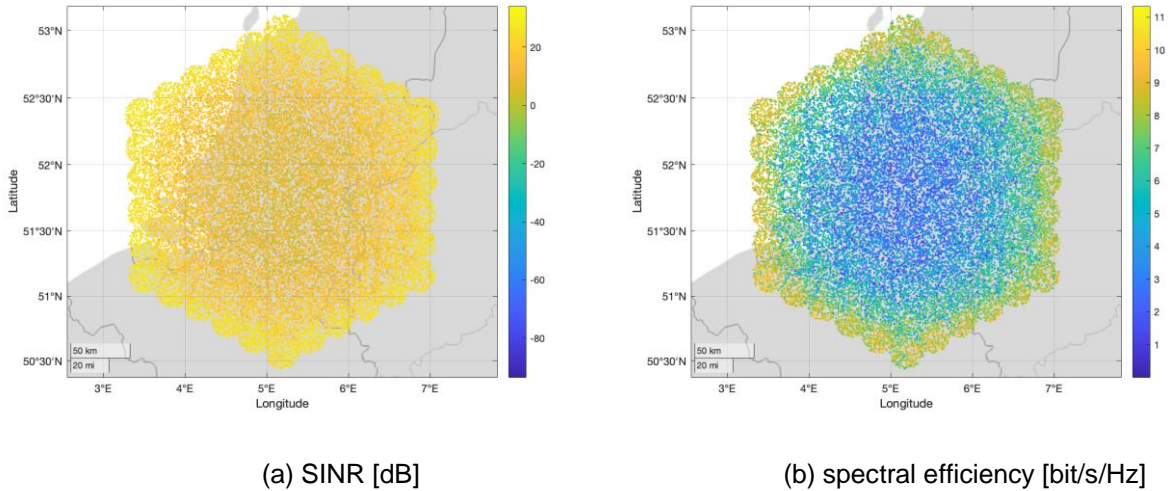 53°N
52°30'N
52°N
51°30'N
51°N
50°30'N
Latitude
50 km
20 mi
3°E
4°E
5°E
6°E
7°E
Longitude
20
0
-20
-40
-60
-80
53°N
52°30'N
52°N
51°30'N
51°N
50°30'N
Latitude
50 km
20 mi
3°E
4°E
5°E
6°E
7°E
Longitude
11
10
9
8
7
6
5
4
3
2
1
(a) SINR [dB]
(b) spectral efficiency [bit/s/Hz]